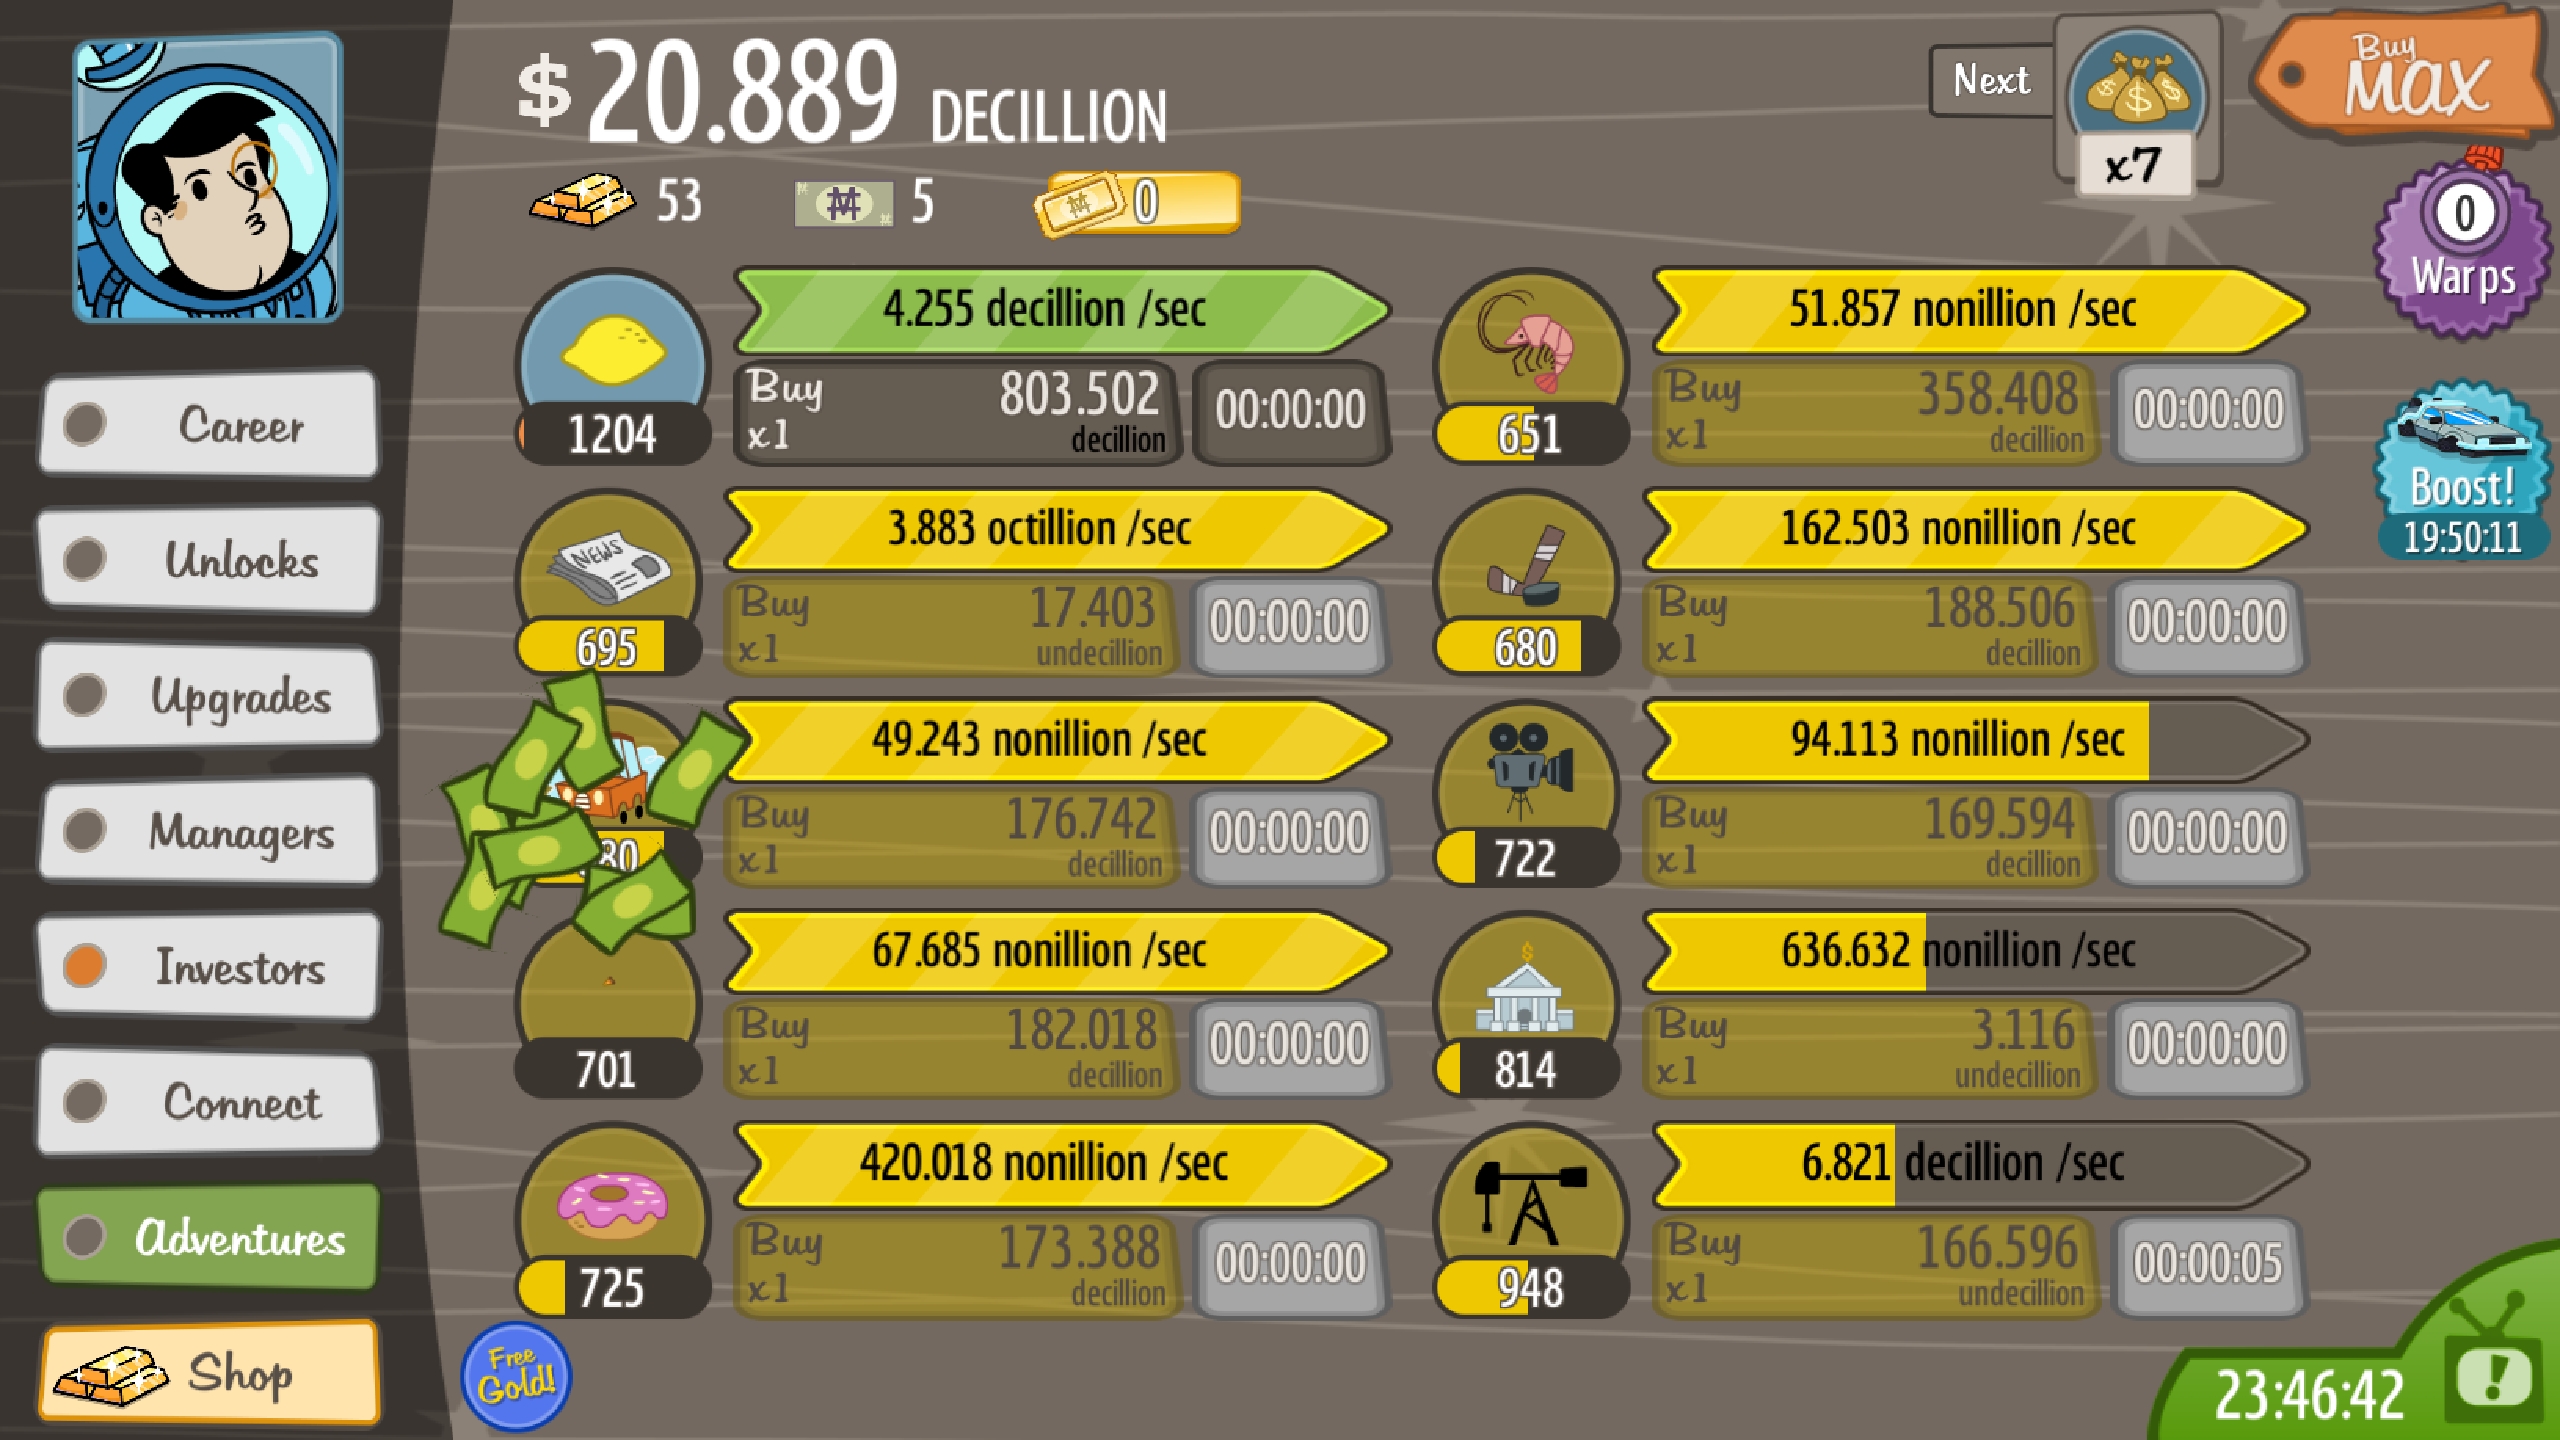 $20.889 DECILLION
Next
x7
Buy
MAX
53
5
0
0
Warps
Boost!
19:50:11
Career
Unlocks
Upgrades
Managers
Investors
Connect
Adventures
Shop
4.255 decillion /sec
1204
Buy
x1
803.502
decillion
00:00:00
NEWS
3.883 octillion /sec
695
Buy
x1
17.403
undecillion
00:00:00
49.243 nonillion /sec
Buy
x1
176.742
decillion
00:00:00
67.685 nonillion /sec
701
Buy
x1
182.018
decillion
00:00:00
420.018 nonillion /sec
725
Buy
x1
173.388
decillion
00:00:00
51.857 nonillion /sec
651
Buy
x1
358.408
decillion
00:00:00
162.503 nonillion /sec
680
Buy
x1
188.506
decillion
00:00:00
94.113 nonillion /sec
722
Buy
x1
169.594
decillion
00:00:00
636.632 nonillion /sec
814
Buy
x1
3.116
undecillion
00:00:00
6.821 decillion /sec
948
Buy
x1
166.596
undecillion
00:00:05
Free
Gold!
23:46:42